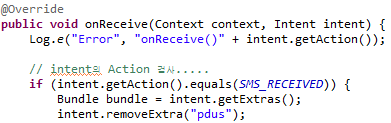 @Override
public void onReceive(Context context, Intent intent) {
Log.e("Error", "onReceive()" + intent.getAction());
// intent의 Action 검사.....
if (intent.getAction().equals(SMS_RECEIVED)) {
Bundle bundle = intent.getExtras();
intent.removeExtra("pdus");